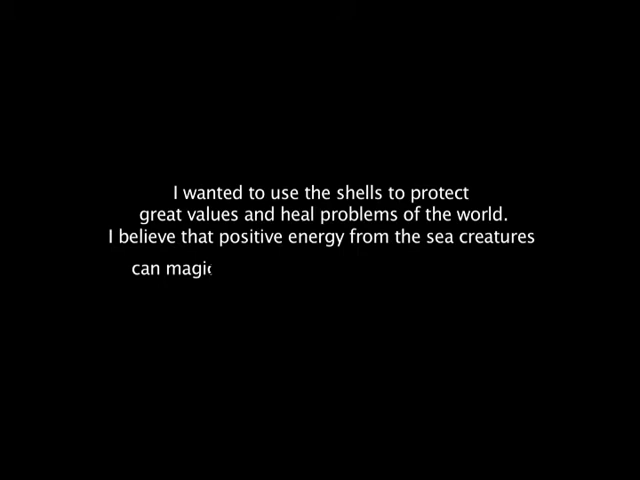 I wanted to use the shells to protect
great values and heal problems of the world.
I believe that positive energy from the sea creatures
can magic